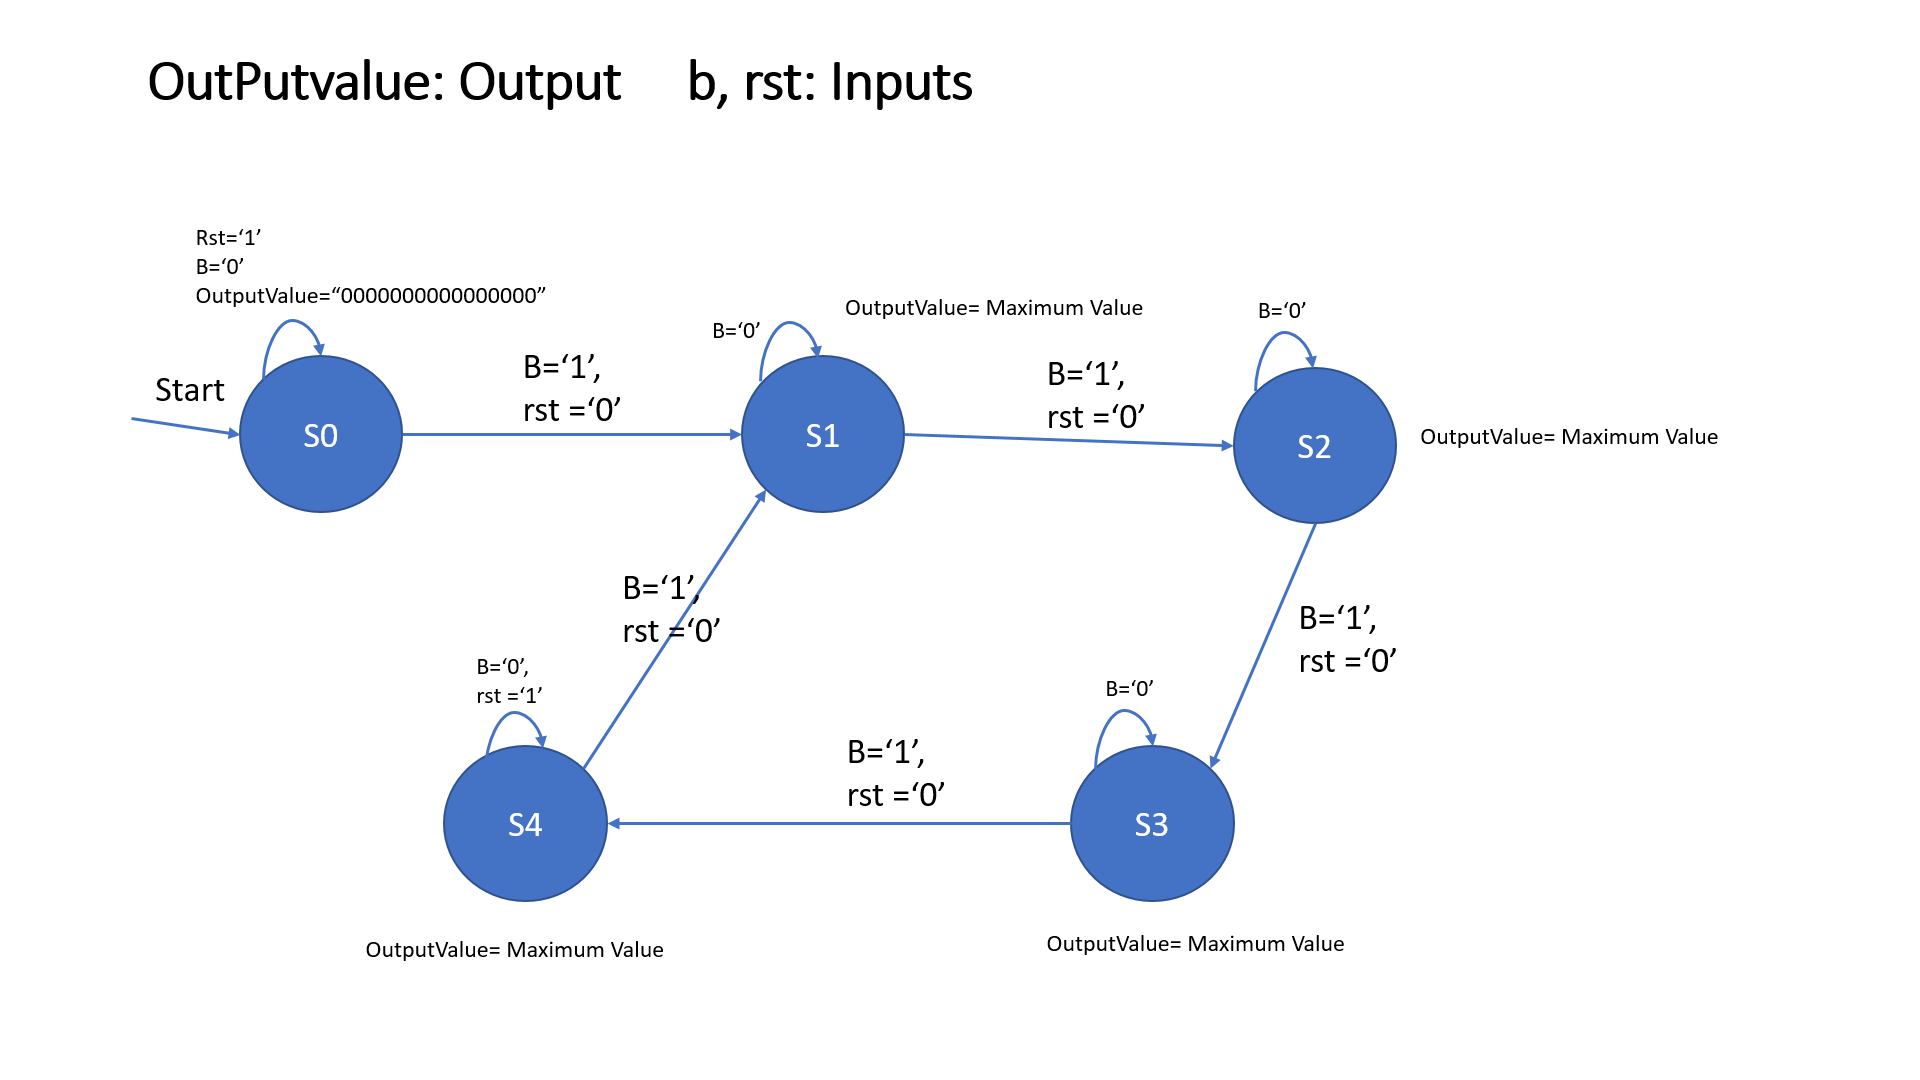 OutPutvalue: Output b, rst: Inputs
Rst=‘1’
B=‘0’
OutputValue=“0000000000000000”
Start
S0
B=‘1’,
rst =‘0’
B=‘0’
OutputValue= Maximum Value
S1
B=‘1’,
rst =‘0’
B=‘0’
S2
OutputValue= Maximum Value
B=‘1’,
rst =‘0’
B=‘1’,
rst =‘0’
B=‘0’,
rst =‘1’
S4
OutputValue= Maximum Value
B=‘1’,
rst =‘0’
B=‘0’
S3
OutputValue= Maximum Value